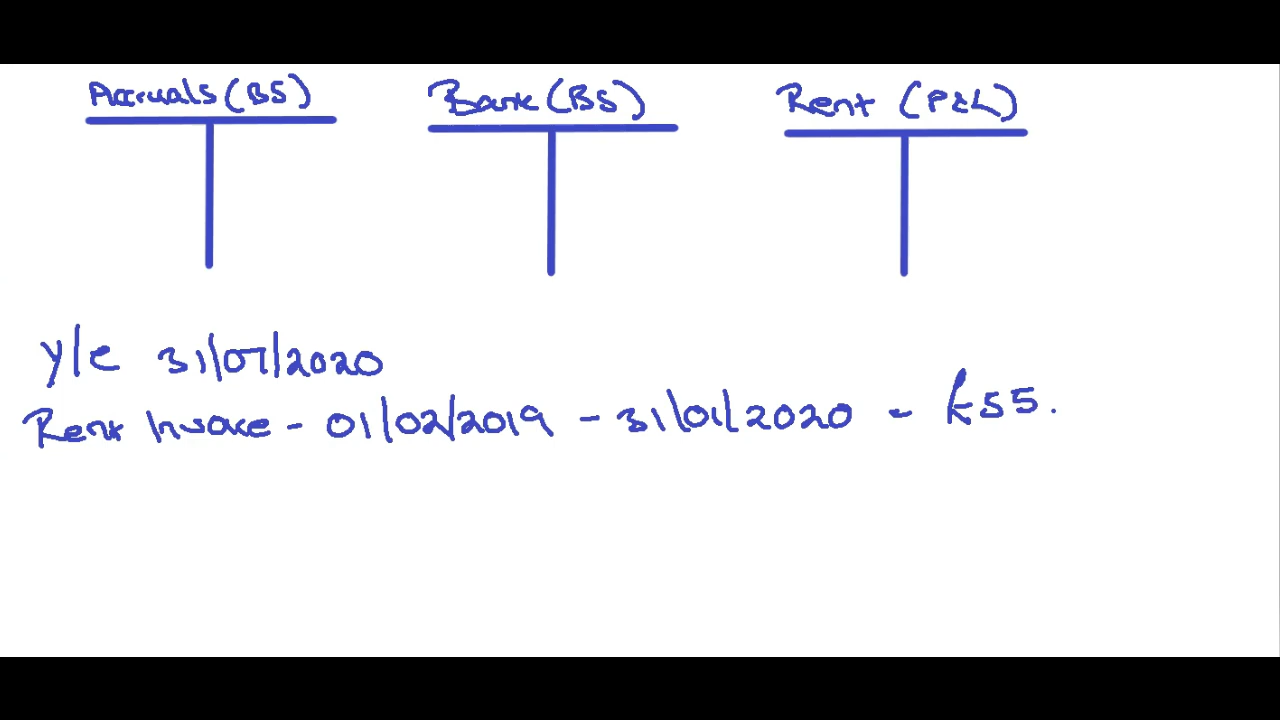 Accruals (BS) Bank (BS) Rent (P&L)
y/e 31/07/2020
Rent Invoice - 01/02/2019 - 31/01/2020 - £55.